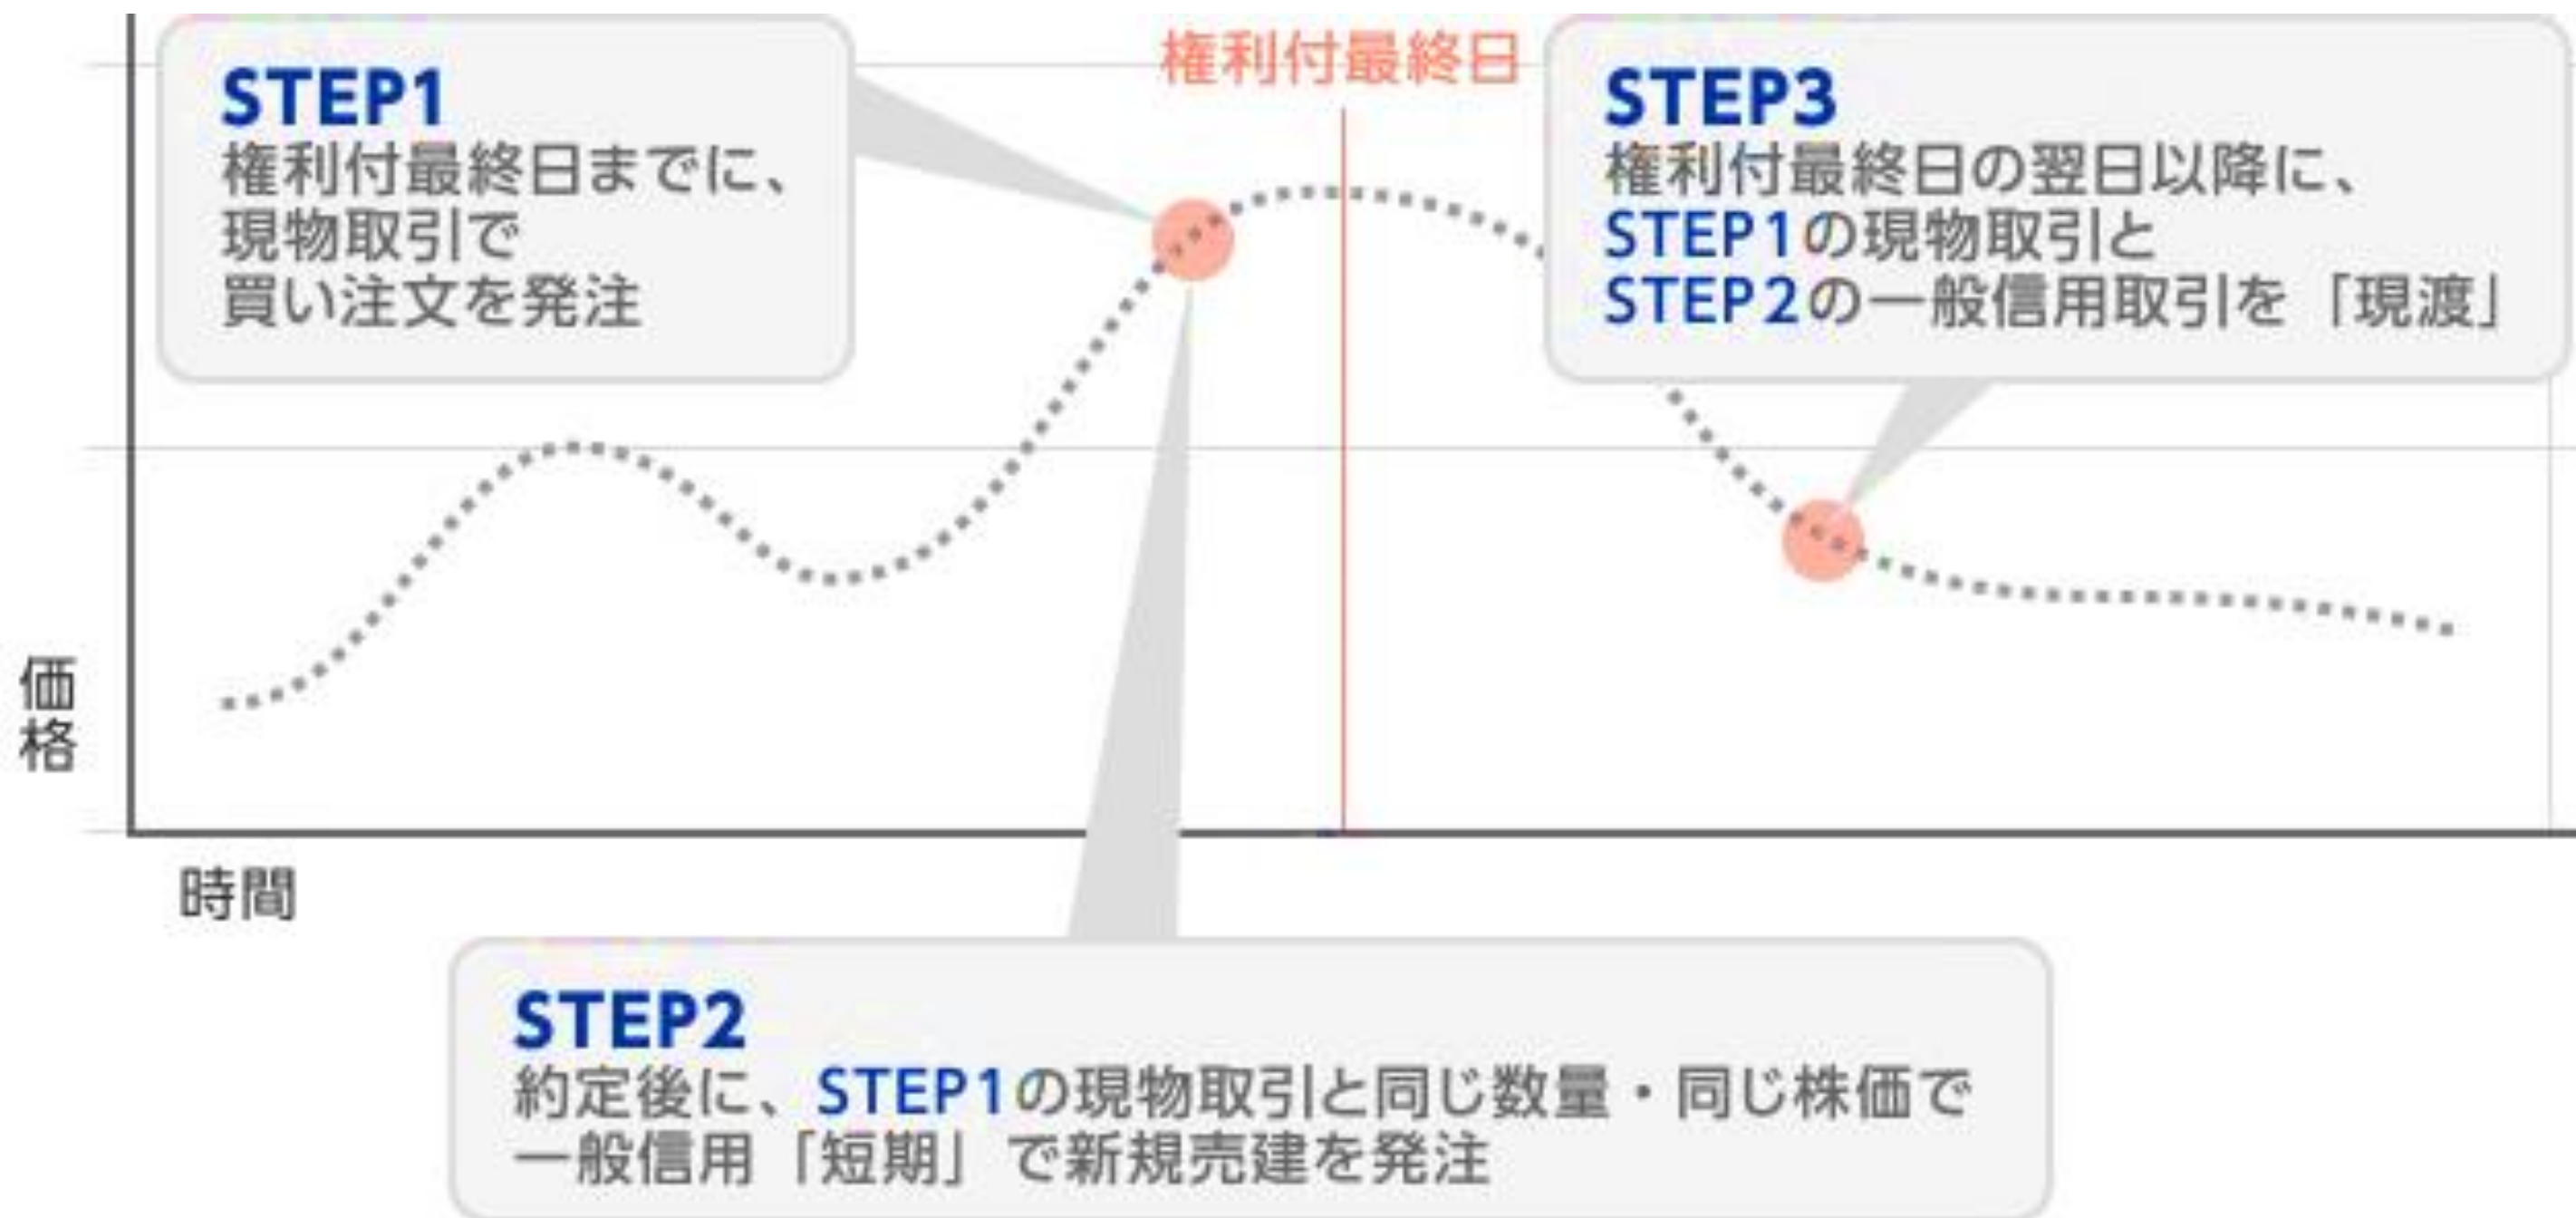 STEP1
権利付最終日までに、
現物取引で
買い注文を発注
権利付最終日
STEP3
権利付最終日の翌日以降に、
STEP1の現物取引と
STEP2の一般信用取引を「現渡」
価格
時間
STEP2
約定後に、STEP1の現物取引と同じ数量・同じ株価で
一般信用「短期」で新規売建を発注